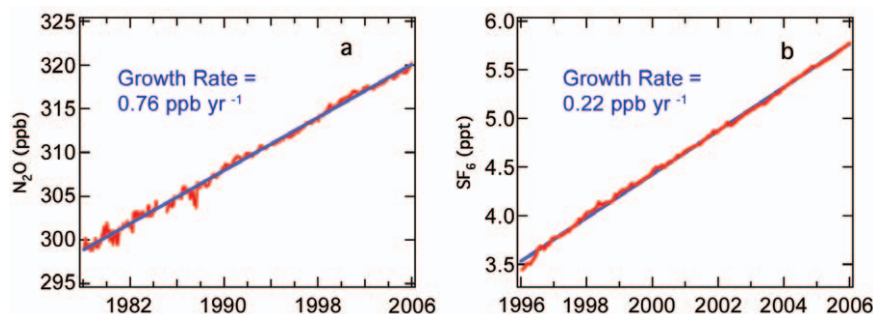 325
320
315
310
305
300
295
N₂O (ppb)
a
Growth Rate =
0.76 ppb yr ⁻¹
1982 1990 1998 2006
6.0
5.5
5.0
4.5
4.0
3.5
SF₆ (ppt)
b
Growth Rate =
0.22 ppb yr ⁻¹
1996 1998 2000 2002 2004 2006